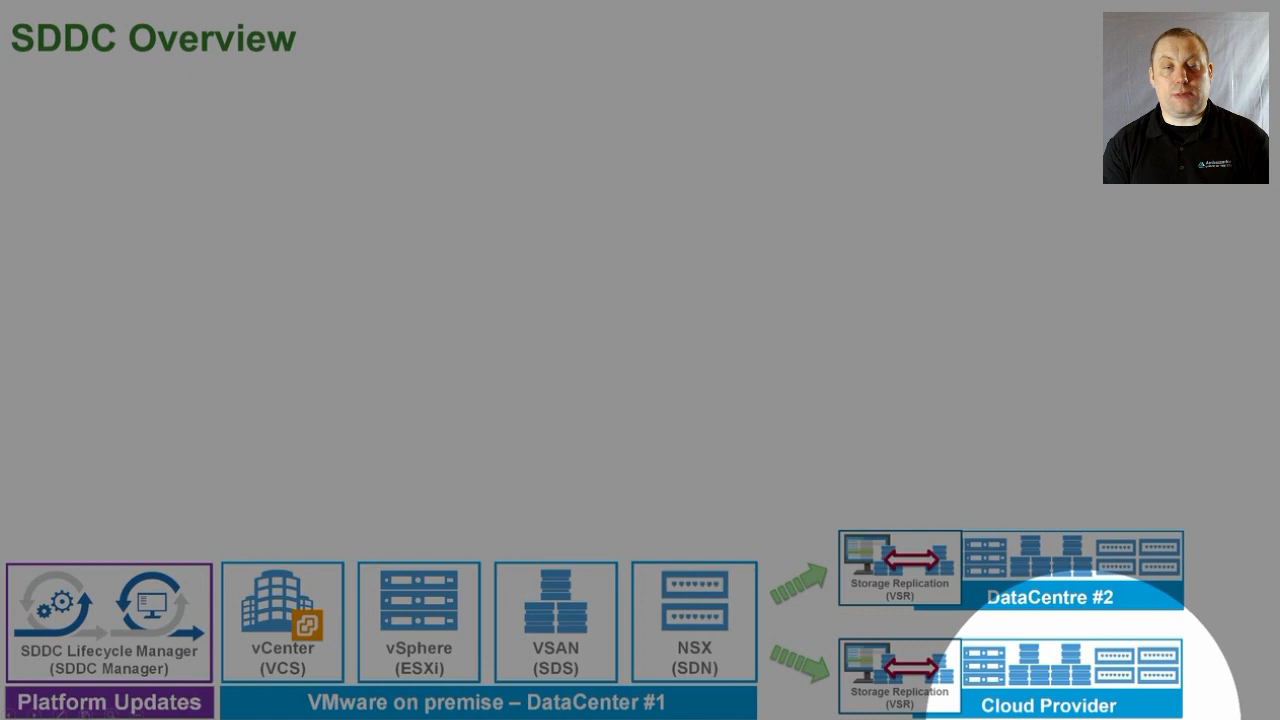 SDDC Overview
Storage Replication
(VSR)
DataCentre #2
SDDC Lifecycle Manager
(SDDC Manager)
Platform Updates
vCenter
(VCS)
vSphere
(ESXi)
VSAN
(SDS)
NSX
(SDN)
VMware on premise – DataCenter #1
Storage Replication
(VSR)
Cloud Provider